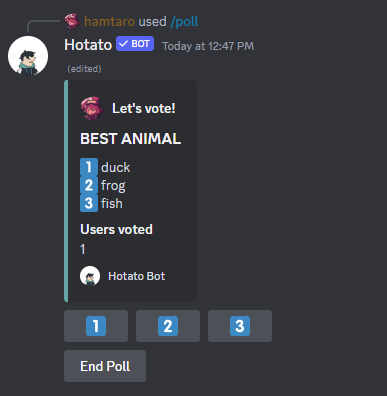 hamtaro used /poll
Hotato ✓ BOT Today at 12:47 PM
(edited)
Let's vote!
BEST ANIMAL
1 duck
2 frog
3 fish
Users voted
1
Hotato Bot
1 2 3
End Poll